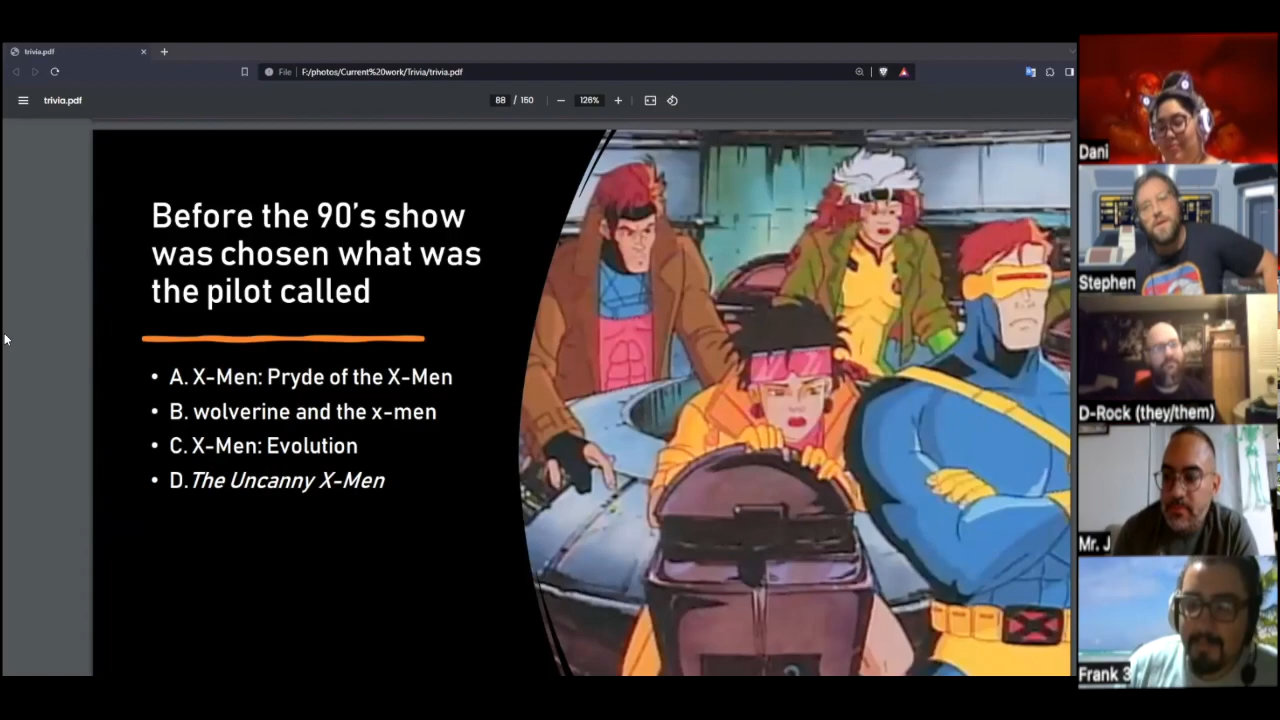 trivia.pdf
File
F:/photos/Current%20work/Trivia/trivia.pdf
trivia.pdf
88 / 150
126%
Before the 90's show
was chosen what was
the pilot called
• A. X-Men: Pryde of the X-Men
• B. wolverine and the x-men
• C. X-Men: Evolution
• D.The Uncanny X-Men
Dani
Stephen
D-Rock (they/them)
Mr. J
Frank 3